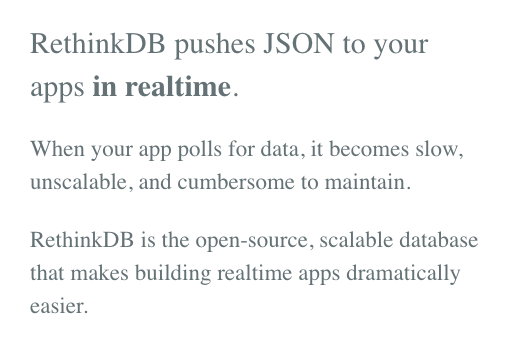 RethinkDB pushes JSON to your
apps in realtime.
When your app polls for data, it becomes slow,
unscalable, and cumbersome to maintain.
RethinkDB is the open-source, scalable database
that makes building realtime apps dramatically
easier.